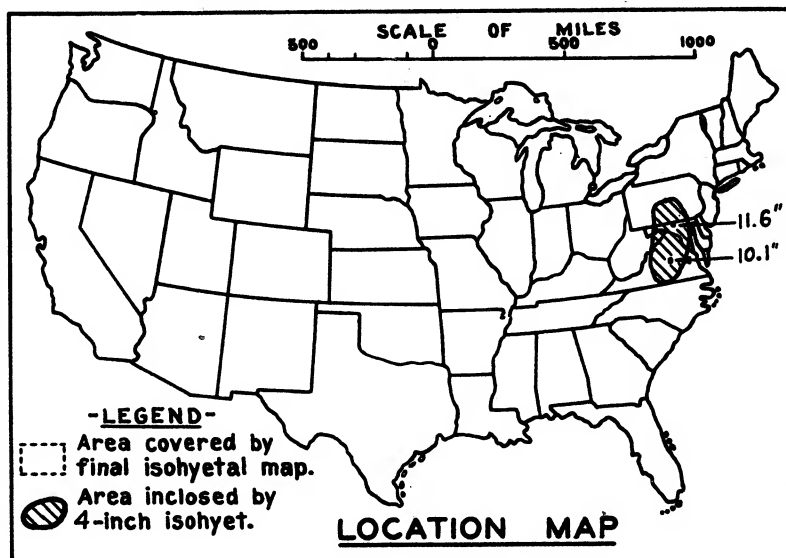 SCALE OF MILES
500 0 500 1000
11.6"
10.1"
-LEGEND-
Area covered by
final isohyetal map.
Area inclosed by
4-inch isohyet.
LOCATION MAP